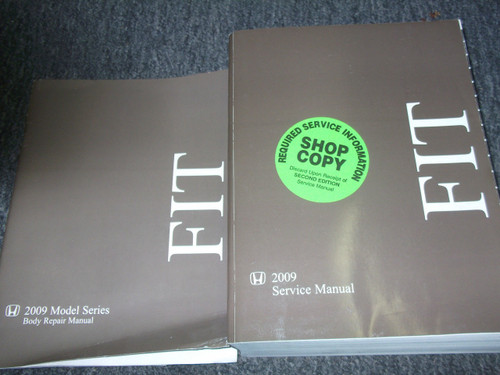 FIT
2009 Model Series
Body Repair Manual
REQUIRED SERVICE INFORMATION
SHOP
COPY
Discard Upon Receipt of
SECOND EDITION
Service Manual
FIT
2009
Service Manual